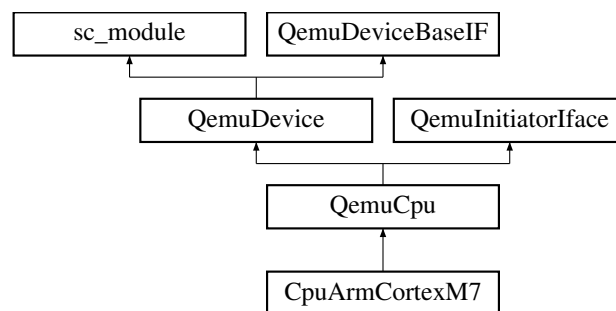 sc_module
QemuDeviceBaseIF
QemuDevice
QemuInitiatorIface
QemuCpu
CpuArmCortexM7